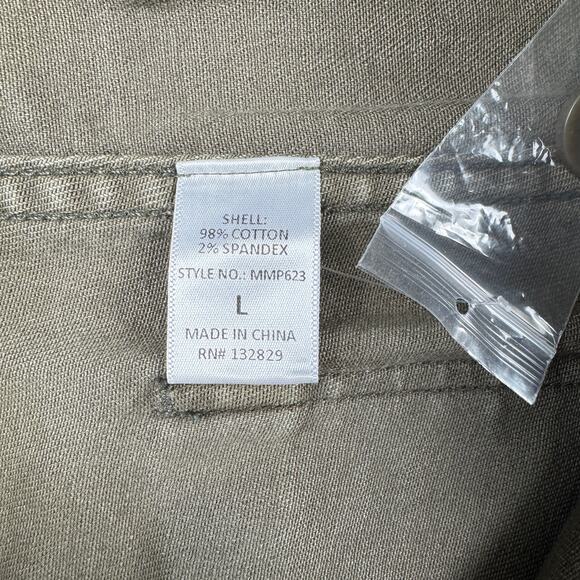 SHELL:
98% COTTON
2% SPANDEX
STYLE NO.: MMP623
L
MADE IN CHINA
RN# 132829